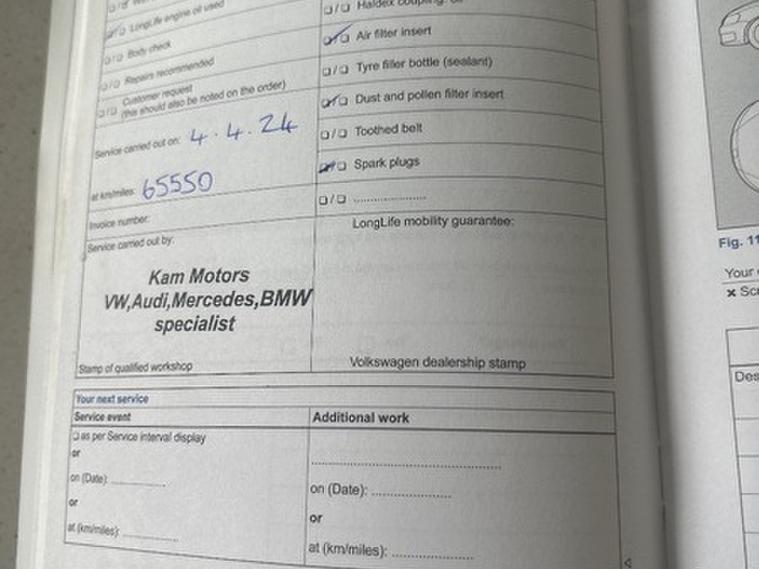 LongLife engine oil used
Body check
Repairs recommended
Customer request
(this should also be noted on the order)
Service carried out on: 4.4.24
at km/miles: 65550
Invoice number:
Service carried out by:
Kam Motors
VW,Audi,Mercedes,BMW
specialist
Stamp of qualified workshop
Haldex coupling: oil
Air filter insert
Tyre filler bottle (sealant)
Dust and pollen filter insert
Toothed belt
Spark plugs
LongLife mobility guarantee:
Volkswagen dealership stamp
Your next service
Service event
as per Service interval display
or
on (Date):
or
at (km/miles):
Additional work
on (Date):
or
at (km/miles):
Fig. 11
Your
Des